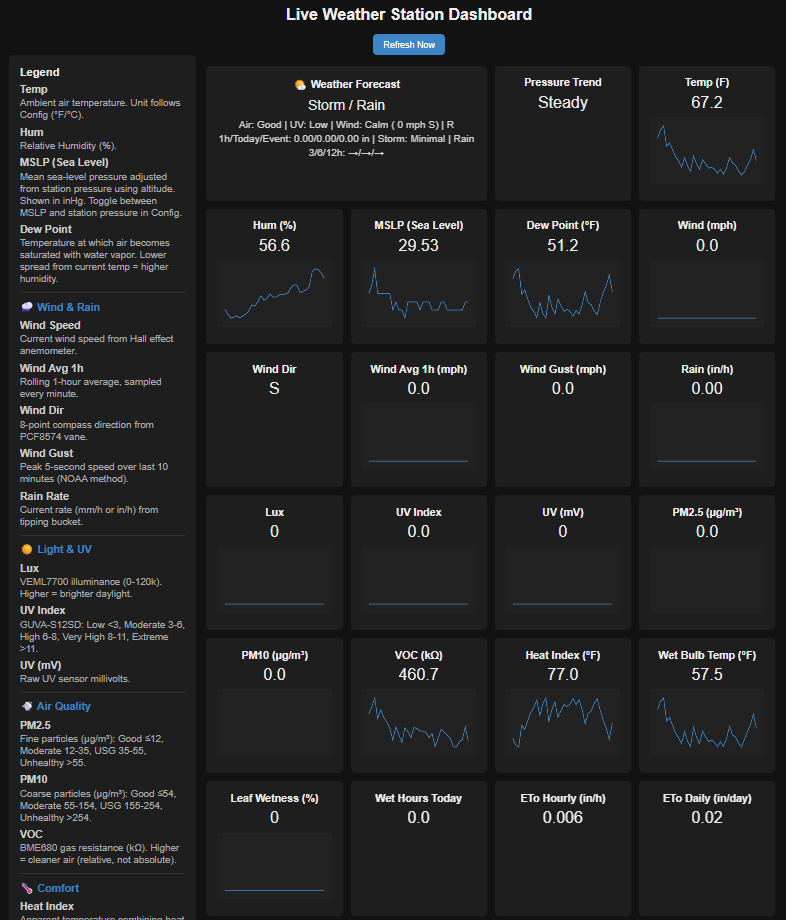 Live Weather Station Dashboard
Refresh Now
Legend
Temp
Ambient air temperature. Unit follows
Config (°F/°C).
Hum
Relative Humidity (%).
MSLP (Sea Level)
Mean sea-level pressure adjusted
from station pressure using altitude.
Shown in inHg. Toggle between
MSLP and station pressure in Config.
Dew Point
Temperature at which air becomes
saturated with water vapor. Lower
spread from current temp = higher
humidity.
Wind & Rain
Wind Speed
Current wind speed from Hall effect
anemometer.
Wind Avg 1h
Rolling 1-hour average, sampled
every minute.
Wind Dir
8-point compass direction from
PCF8574 vane.
Wind Gust
Peak 5-second speed over last 10
minutes (NOAA method).
Rain Rate
Current rate (mm/h or in/h) from
tipping bucket.
Light & UV
Lux
VEML7700 illuminance (0-120k).
Higher = brighter daylight.
UV Index
GUVA-S12SD: Low <3, Moderate 3-6,
High 6-8, Very High 8-11, Extreme
>11.
UV (mV)
Raw UV sensor millivolts.
Air Quality
PM2.5
Fine particles (µg/m³): Good ≤12,
Moderate 12-35, USG 35-55,
Unhealthy >55.
PM10
Coarse particles (µg/m³): Good ≤54,
Moderate 55-154, USG 155-254,
Unhealthy >254.
VOC
BME680 gas resistance (kΩ). Higher
= cleaner air (relative, not absolute).
Comfort
Heat Index
Apparent temperature combining heat
Weather Forecast
Storm / Rain
Air: Good | UV: Low | Wind: Calm ( 0 mph S) | R
1h/Today/Event: 0.00/0.00/0.00 in | Storm: Minimal | Rain
3/6/12h: →/→/→
Pressure Trend
Steady
Temp (F)
67.2
Hum (%)
56.6
MSLP (Sea Level)
29.53
Dew Point (°F)
51.2
Wind (mph)
0.0
Wind Dir
S
Wind Avg 1h (mph)
0.0
Wind Gust (mph)
0.0
Rain (in/h)
0.00
Lux
0
UV Index
0.0
UV (mV)
0
PM2.5 (µg/m³)
0.0
PM10 (µg/m³)
0.0
VOC (kΩ)
460.7
Heat Index (°F)
77.0
Wet Bulb Temp (°F)
57.5
Leaf Wetness (%)
0
Wet Hours Today
0.0
ETo Hourly (in/h)
0.006
ETo Daily (in/day)
0.02